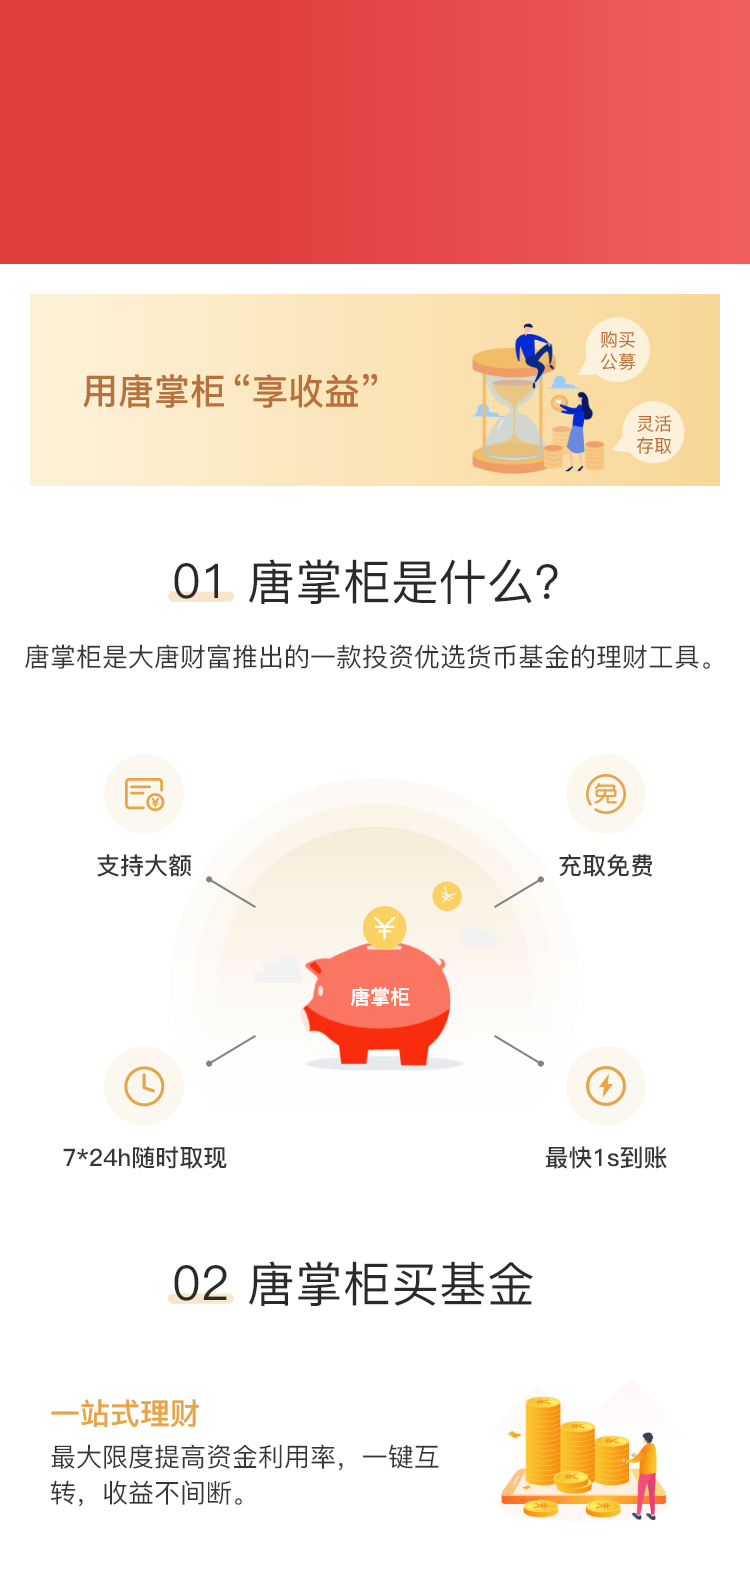 用唐掌柜“享收益”
购买
公募
灵活
存取
01 唐掌柜是什么?
唐掌柜是大唐财富推出的一款投资优选货币基金的理财工具。
免
支持大额
充取免费
唐掌柜
7*24h随时取现
最快1s到账
02 唐掌柜买基金
一站式理财
最大限度提高资金利用率，一键互
转，收益不间断。